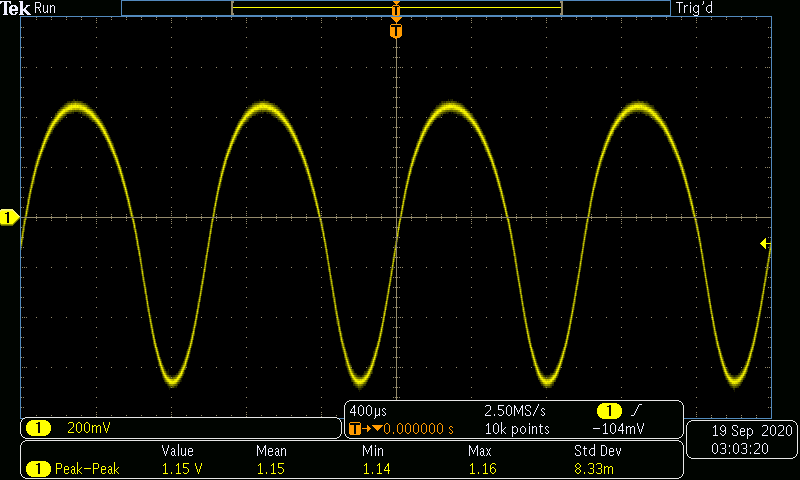 Tek Run Trig'd
T
T
1
1 200mV
400µs 2.50MS/s 1
T→▼0.000000 s 10k points −104mV
19 Sep 2020
03:03:20
Value Mean Min Max Std Dev
1 Peak−Peak 1.15 V 1.15 1.14 1.16 8.33m